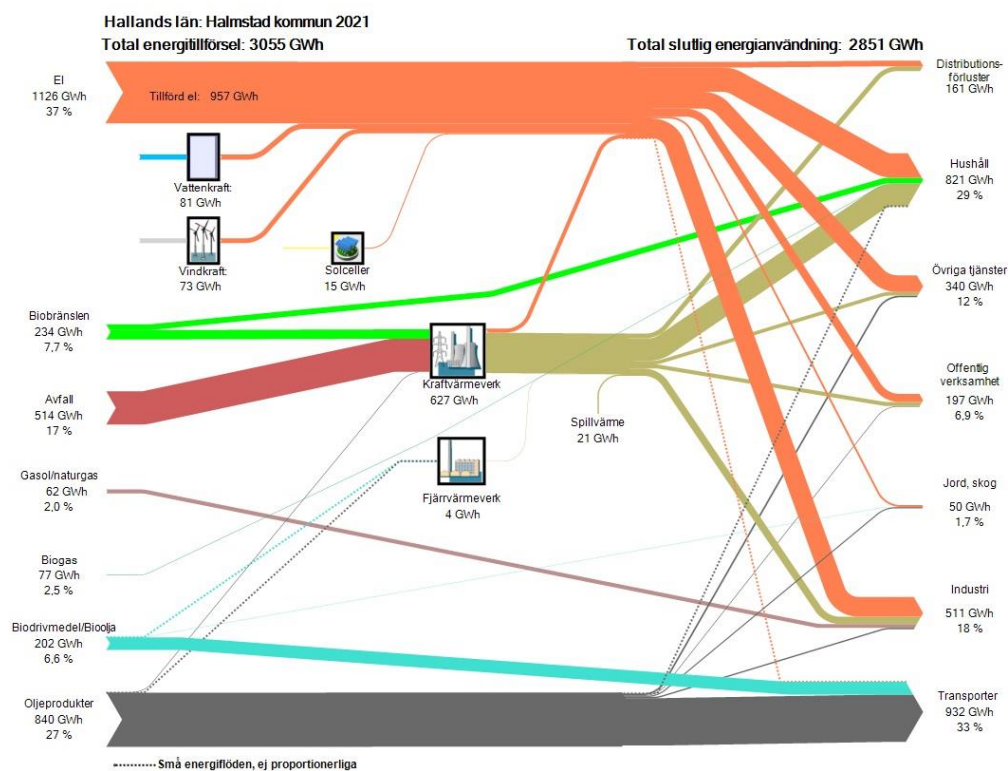 Hallands län: Halmstad kommun 2021
Total energitillförsel: 3055 GWh
Total slutlig energianvändning: 2851 GWh
El
1126 GWh
37 %
Tillförd el: 957 GWh
Vattenkraft:
81 GWh
Vindkraft:
73 GWh
Solceller
15 GWh
Biobränslen
234 GWh
7,7 %
Avfall
514 GWh
17 %
Kraftvärmeverk
627 GWh
Spillvärme
21 GWh
Gasol/naturgas
62 GWh
2,0 %
Fjärrvärmeverk
4 GWh
Biogas
77 GWh
2,5 %
Biodrivmedel/Bioolja
202 GWh
6,6 %
Oljeprodukter
840 GWh
27 %
Distributions-
förluster
161 GWh
Hushåll
821 GWh
29 %
Övriga tjänster
340 GWh
12 %
Offentlig
verksamhet
197 GWh
6,9 %
Jord, skog
50 GWh
1,7 %
Industri
511 GWh
18 %
Transporter
932 GWh
33 %
Små energiflöden, ej proportionerliga